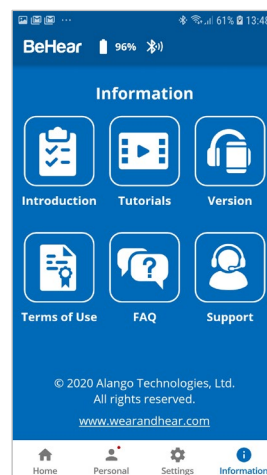 61% 13:48
BeHear 96%
Information
Introduction Tutorials Version
Terms of Use FAQ Support
© 2020 Alango Technologies, Ltd.
All rights reserved.
www.wearandhear.com
Home Personal Settings Information